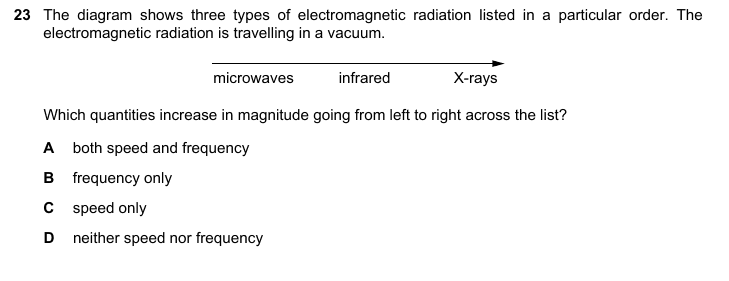 23 The diagram shows three types of electromagnetic radiation listed in a particular order. The
electromagnetic radiation is travelling in a vacuum.
microwaves infrared X-rays
Which quantities increase in magnitude going from left to right across the list?
A both speed and frequency
B frequency only
C speed only
D neither speed nor frequency